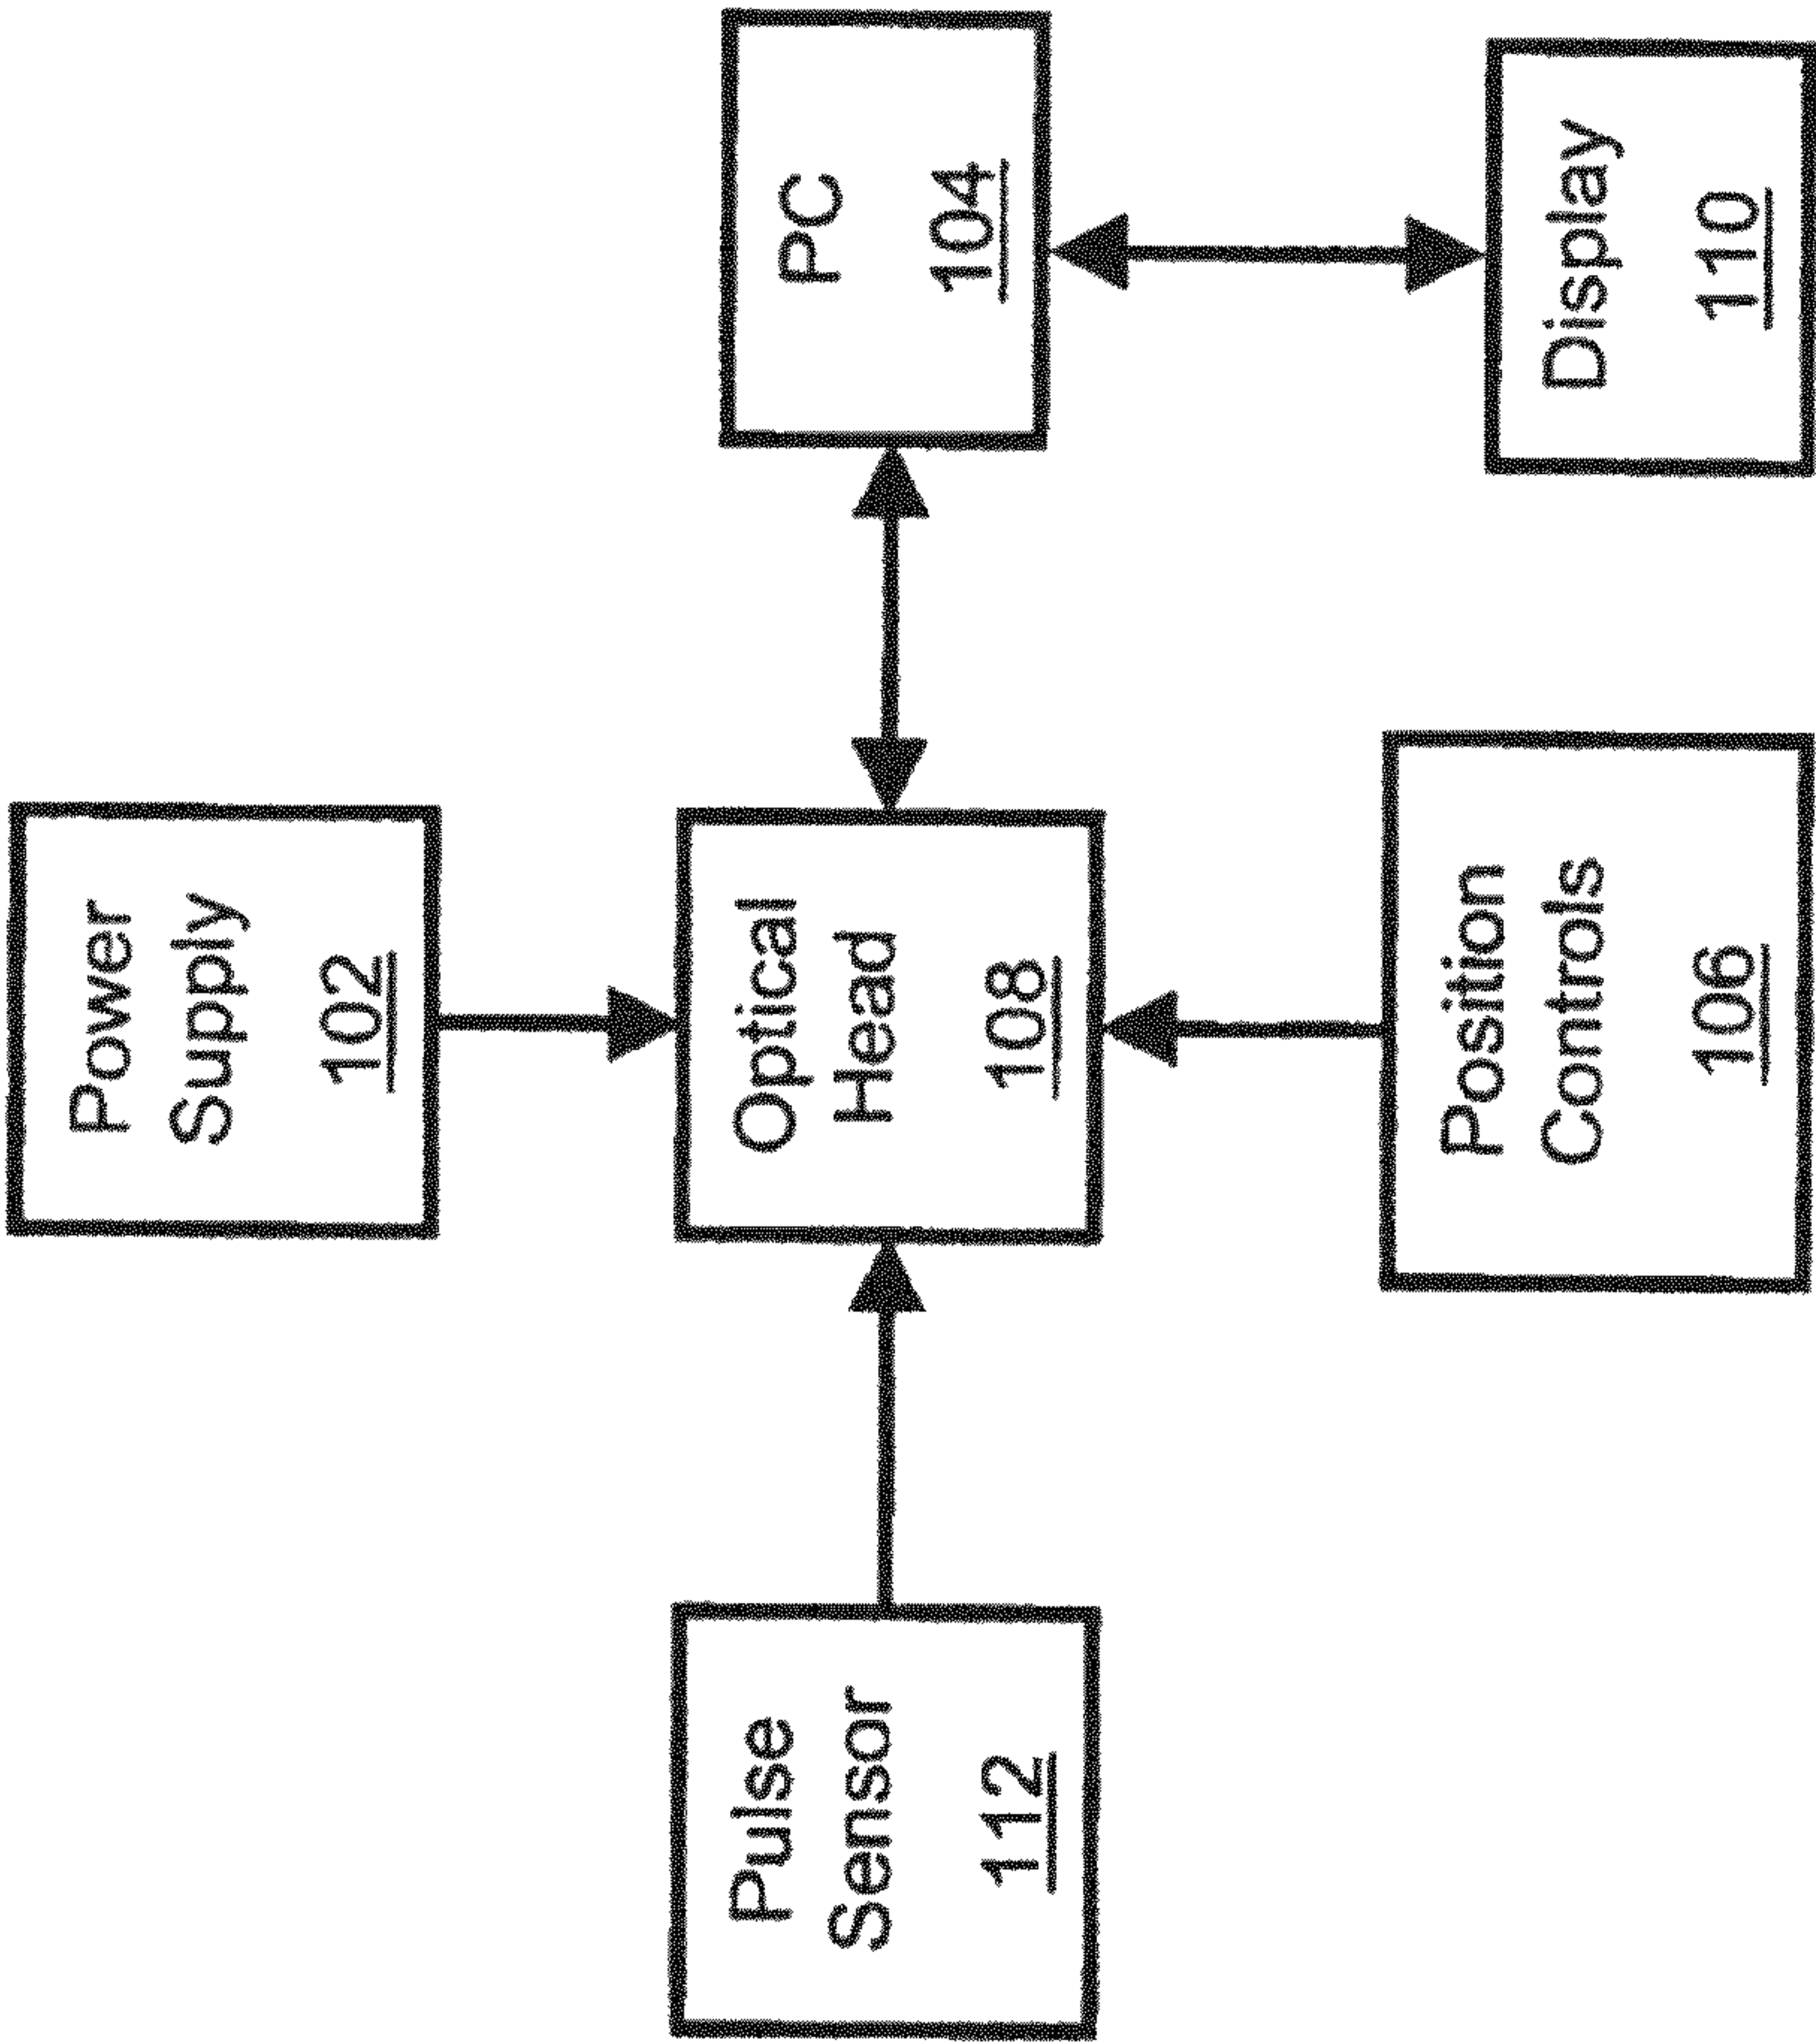 Power
Supply
102
Pulse
Sensor
112
Optical
Head
108
PC
104
Position
Controls
106
Display
110